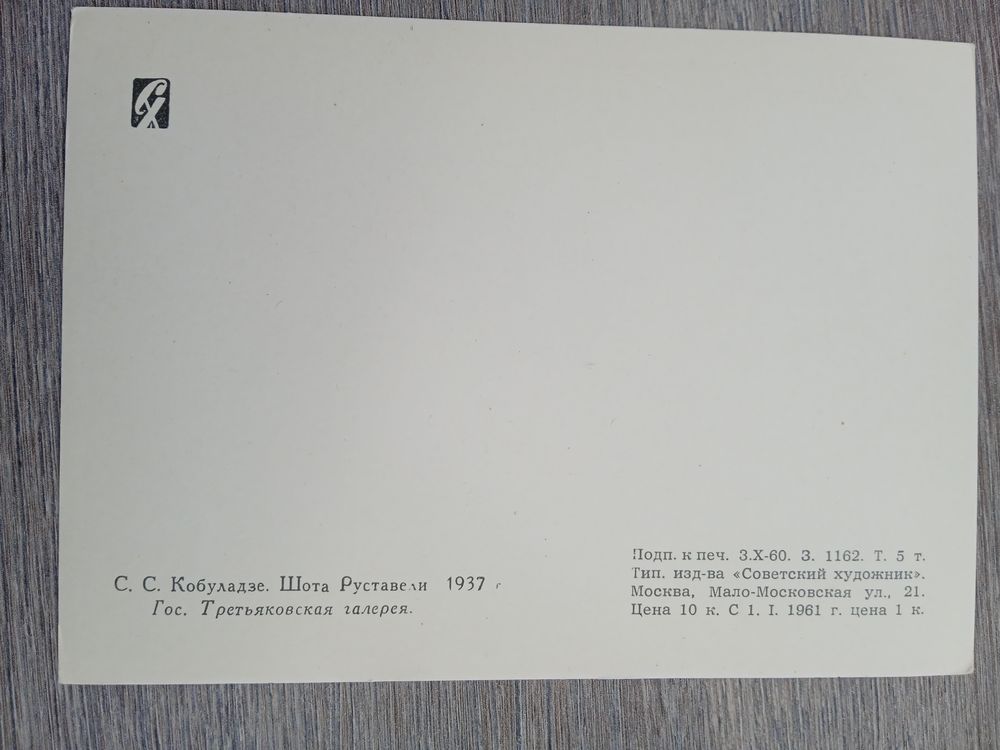 СХ
С. С. Кобуладзе. Шота Руставели 1937 г
Гос. Третьяковская галерея.
Подп. к печ. 3.X-60. З. 1162. Т. 5 т.
Тип. изд-ва «Советский художник».
Москва, Мало-Московская ул., 21.
Цена 10 к. С 1. I. 1961 г. цена 1 к.